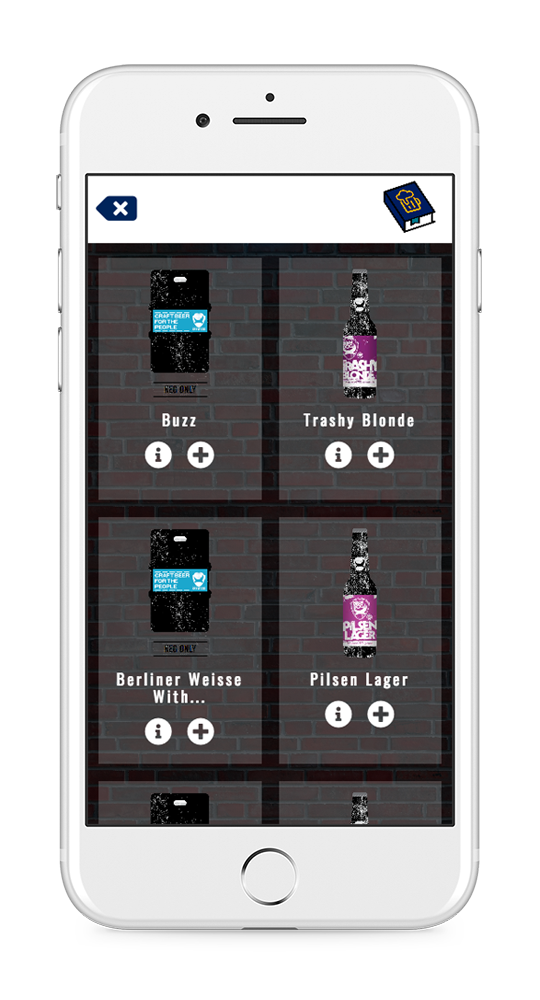 CRAFT BEER
FOR THE
PEOPLE
KEG ONLY
Buzz
TRASHY
BLONDE
Trashy Blonde
CRAFT BEER
FOR THE
PEOPLE
KEG ONLY
Berliner Weisse
With...
PILSEN
LAGER
Pilsen Lager